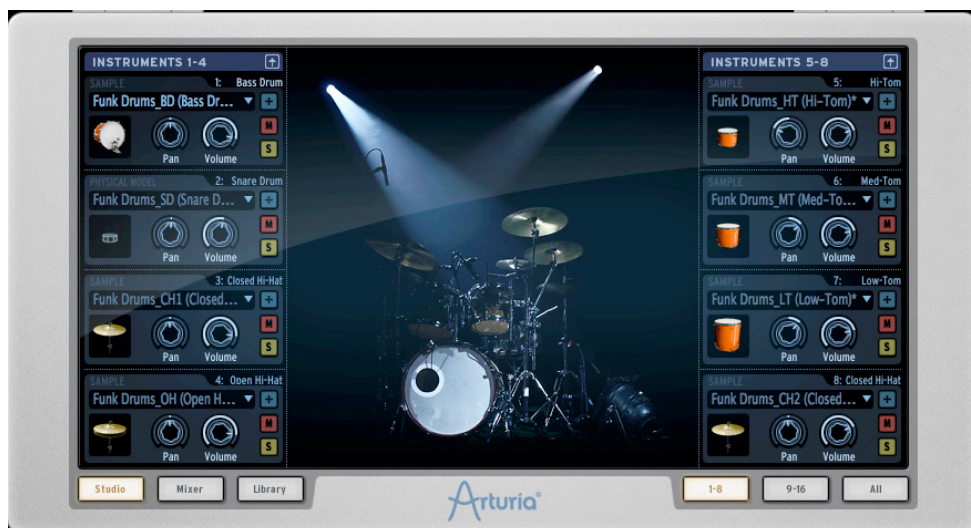 INSTRUMENTS 1-4
SAMPLE 1: Bass Drum
Funk Drums_BD (Bass Dr...
Pan Volume
M
S
PHYSICAL MODEL 2: Snare Drum
Funk Drums_SD (Snare D...
Pan Volume
M
S
SAMPLE 3: Closed Hi-Hat
Funk Drums_CH1 (Closed...
Pan Volume
M
S
SAMPLE 4: Open Hi-Hat
Funk Drums_OH (Open H...
Pan Volume
M
S
INSTRUMENTS 5-8
SAMPLE 5: Hi-Tom
Funk Drums_HT (Hi-Tom)*
Pan Volume
M
S
SAMPLE 6: Med-Tom
Funk Drums_MT (Med-To...
Pan Volume
M
S
SAMPLE 7: Low-Tom
Funk Drums_LT (Low-Tom)*
Pan Volume
M
S
SAMPLE 8: Closed Hi-Hat
Funk Drums_CH2 (Closed...
Pan Volume
M
S
Studio Mixer Library
Arturia
1-8 9-16 All